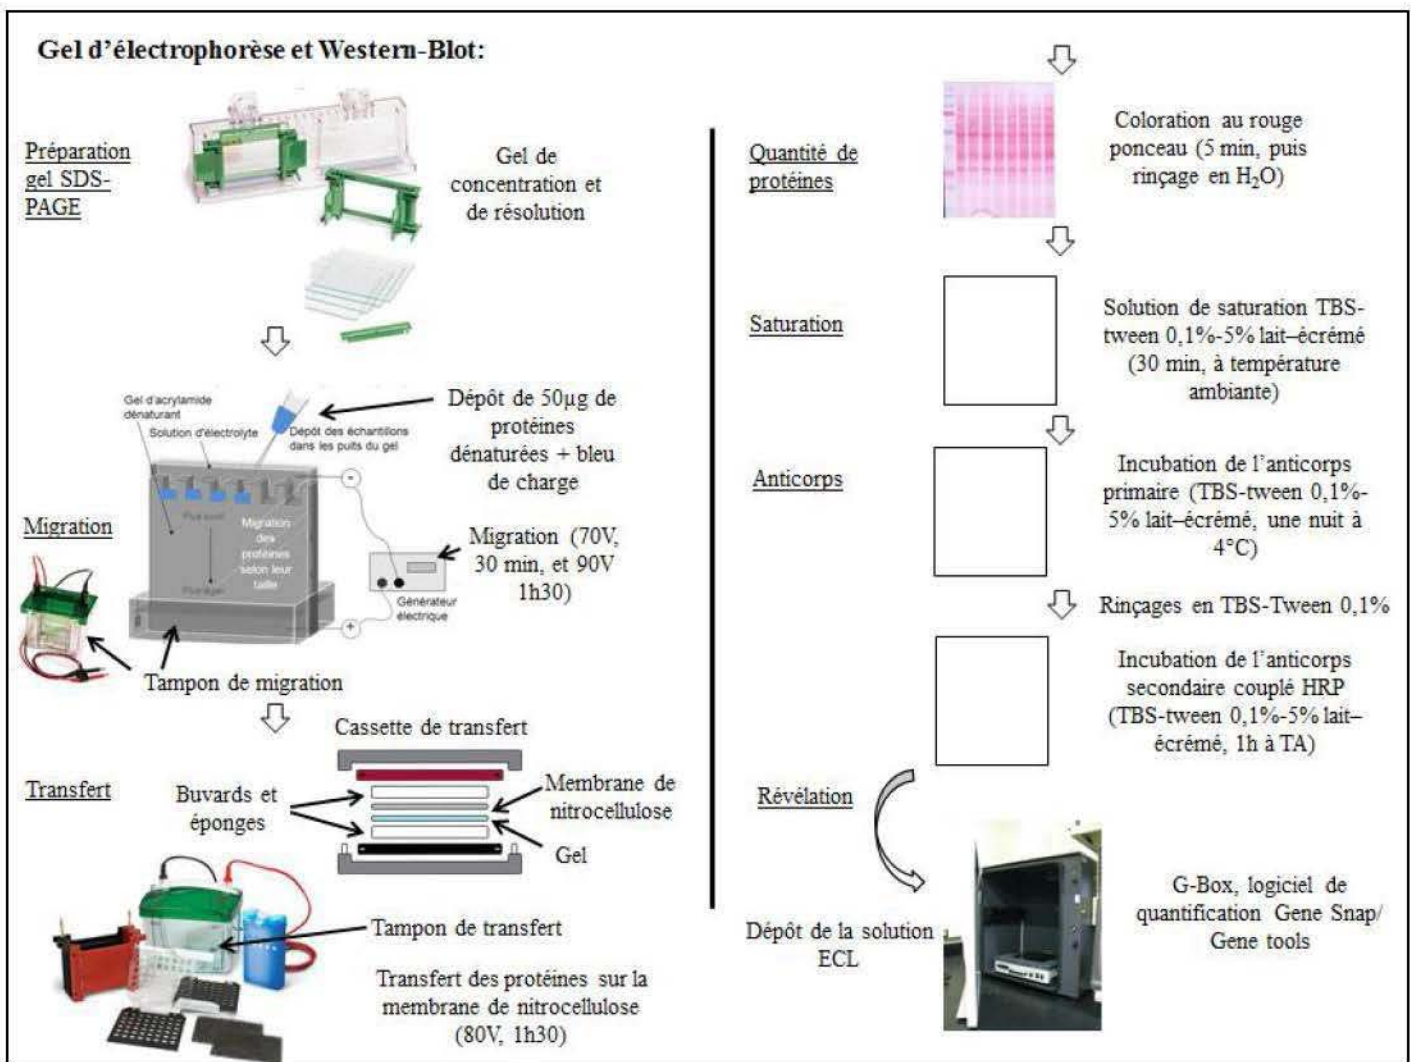 Gel d'électrophorèse et Western-Blot:
Préparation
gel SDS-
PAGE
Gel de
concentration et
de résolution
Gel d'acrylamide
dénaturant
Solution d'électrolyte
Dépôt des échantillons
dans les puits du gel
Dépôt de 50µg de
protéines
dénaturées + bleu
de charge
Migration
Plus lourd
Migration
des
protéines
selon leur
taille
Plus léger
Migration (70V,
30 min, et 90V
1h30)
Générateur
électrique
Tampon de migration
Cassette de transfert
Transfert
Buvards et
éponges
Membrane de
nitrocellulose
Gel
Tampon de transfert
Transfert des protéines sur la
membrane de nitrocellulose
(80V, 1h30)
Quantité de
protéines
Coloration au rouge
ponceau (5 min, puis
rinçage en H₂O)
Saturation
Solution de saturation TBS-
tween 0,1%-5% lait–écrémé
(30 min, à température
ambiante)
Anticorps
Incubation de l'anticorps
primaire (TBS-tween 0,1%-
5% lait–écrémé, une nuit à
4°C)
Rinçages en TBS-Tween 0,1%
Incubation de l'anticorps
secondaire couplé HRP
(TBS-tween 0,1%-5% lait–
écrémé, 1h à TA)
Révélation
Dépôt de la solution
ECL
G-Box, logiciel de
quantification Gene Snap/
Gene tools